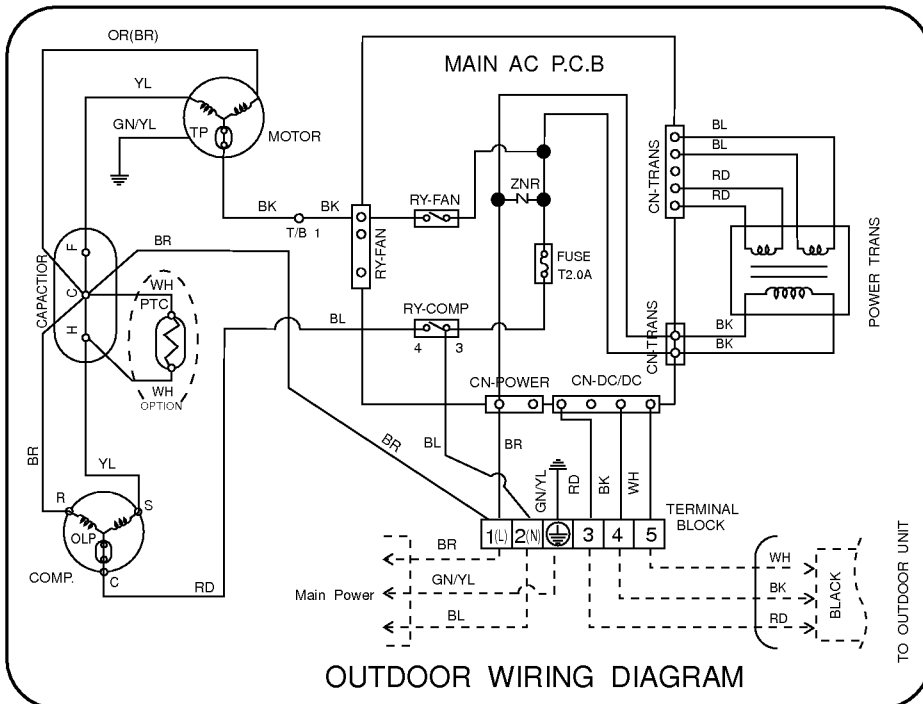 OR(BR)
MAIN AC P.C.B
YL
GN/YL
TP
MOTOR
BL
BL
RD
RD
CN-TRANS
POWER TRANS
ZNR
RY-FAN
BK
BK
T/B 1
RY-FAN
FUSE
T2.0A
BR
F
C
H
CAPACTIOR
WH
PTC
WH
OPTION
BL
RY-COMP
4 3
BK
BK
CN-TRANS
CN-POWER
CN-DC/DC
BR
YL
BR
BL
BR
GN/YL
RD
BK
WH
R
S
OLP
COMP.
C
RD
TERMINAL
BLOCK
1(L) 2(N) 3 4 5
BR
GN/YL
Main Power
BL
WH
BK
RD
BLACK
TO OUTDOOR UNIT
OUTDOOR WIRING DIAGRAM